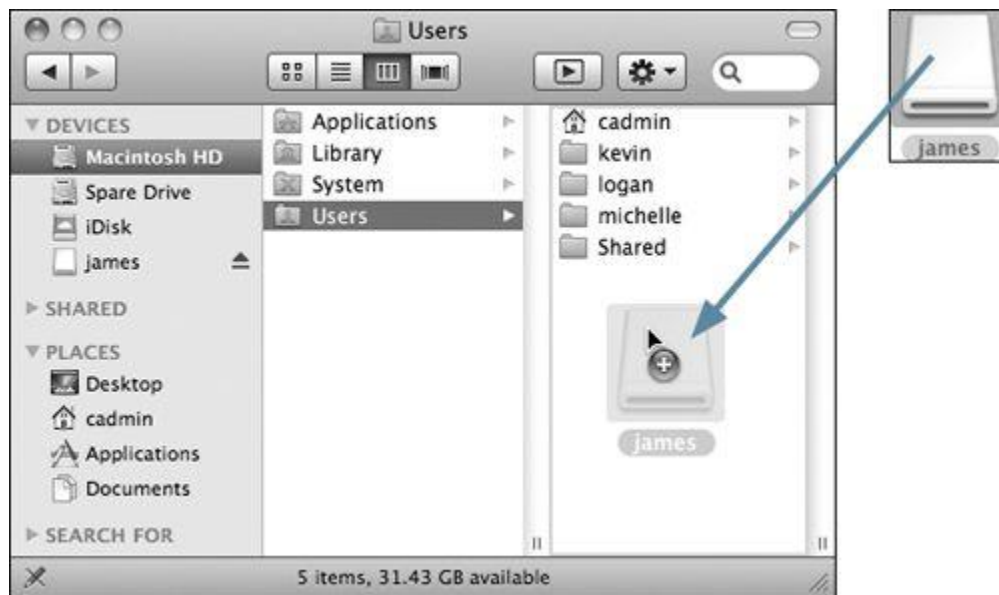 Users
DEVICES
Macintosh HD
Spare Drive
iDisk
james
SHARED
PLACES
Desktop
cadmin
Applications
Documents
SEARCH FOR
Applications
Library
System
Users
cadmin
kevin
logan
michelle
Shared
james
5 items, 31.43 GB available
james